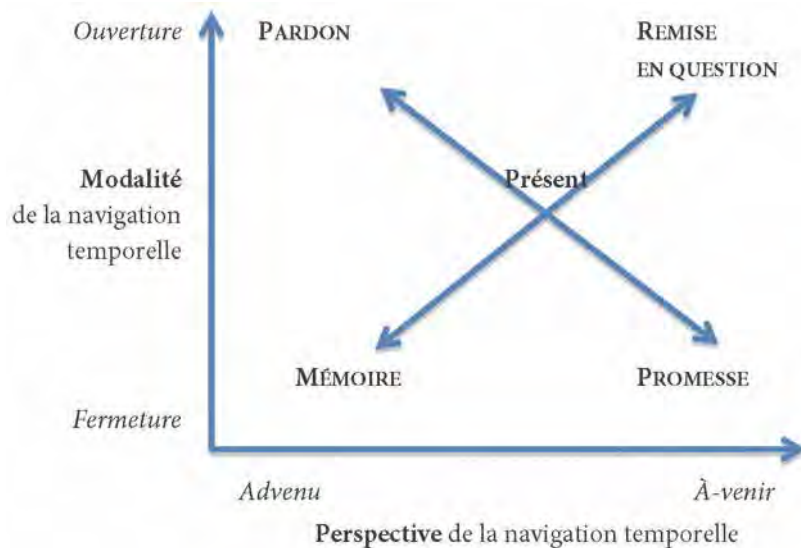 Ouverture
PARDON
REMISE
EN QUESTION
Modalité
de la navigation
temporelle
Présent
MÉMOIRE
PROMESSE
Fermeture
Advenu
À-venir
Perspective de la navigation temporelle